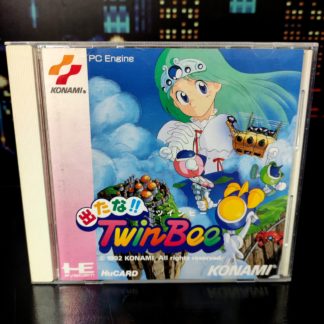 KONAMI®
PC Engine
出たな!!
ツインビー
TwinBee
© 1992 KONAMI. All rights reserved.
HE
HuCARD
KONAMI®